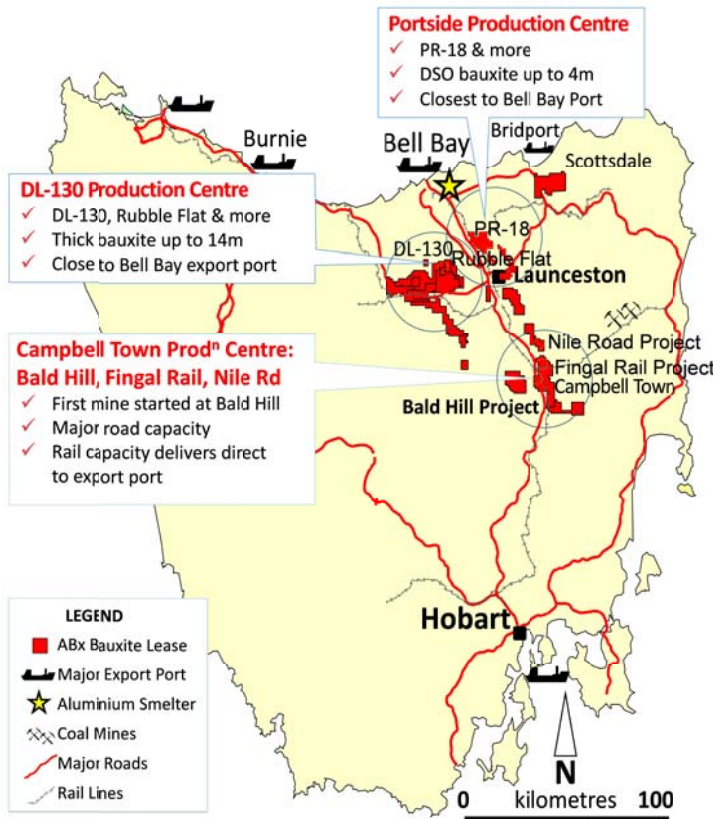 Portside Production Centre
✓ PR-18 & more
✓ DSO bauxite up to 4m
✓ Closest to Bell Bay Port
Burnie
Bell Bay
Bridport
Scottsdale
DL-130 Production Centre
✓ DL-130, Rubble Flat & more
✓ Thick bauxite up to 14m
✓ Close to Bell Bay export port
PR-18
DL-130
Rubble Flat
Launceston
Campbell Town Prodⁿ Centre:
Bald Hill, Fingal Rail, Nile Rd
✓ First mine started at Bald Hill
✓ Major road capacity
✓ Rail capacity delivers direct
to export port
Nile Road Project
Fingal Rail Project
Campbell Town
Bald Hill Project
Hobart
LEGEND
ABx Bauxite Lease
Major Export Port
Aluminium Smelter
Coal Mines
Major Roads
Rail Lines
N
0 kilometres 100